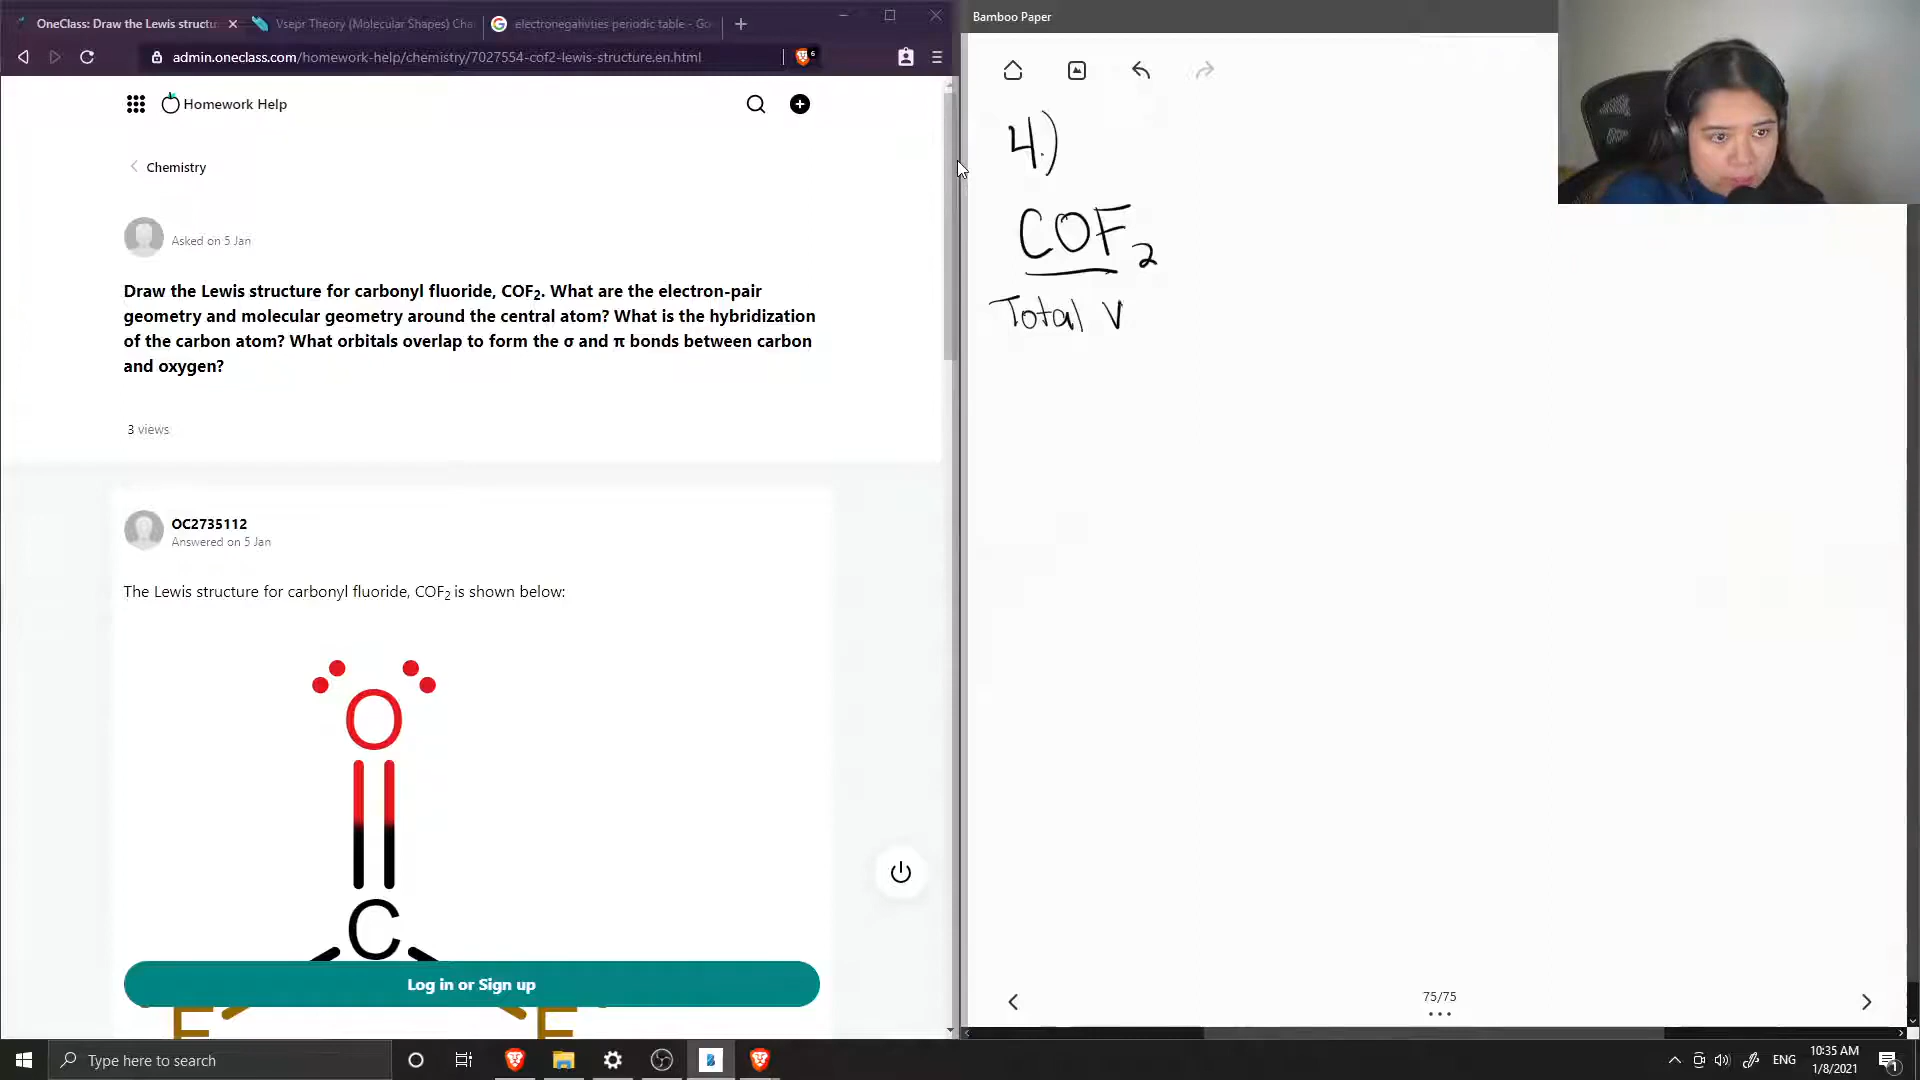 OneClass: Draw the Lewis structu
Vsepr Theory (Molecular Shapes) Cha
electronegativties periodic table - Go
admin.oneclass.com/homework-help/chemistry/7027554-cof2-lewis-structure.en.html
6
Homework Help
Chemistry
Asked on 5 Jan
Draw the Lewis structure for carbonyl fluoride, COF2. What are the electron-pair
geometry and molecular geometry around the central atom? What is the hybridization
of the carbon atom? What orbitals overlap to form the σ and π bonds between carbon
and oxygen?
3 views
OC2735112
Answered on 5 Jan
The Lewis structure for carbonyl fluoride, COF2 is shown below:
O
C
Log in or Sign up
F F
Bamboo Paper
4.)
COF2
Total V
75/75
Type here to search
ENG
10:35 AM
1/8/2021
1